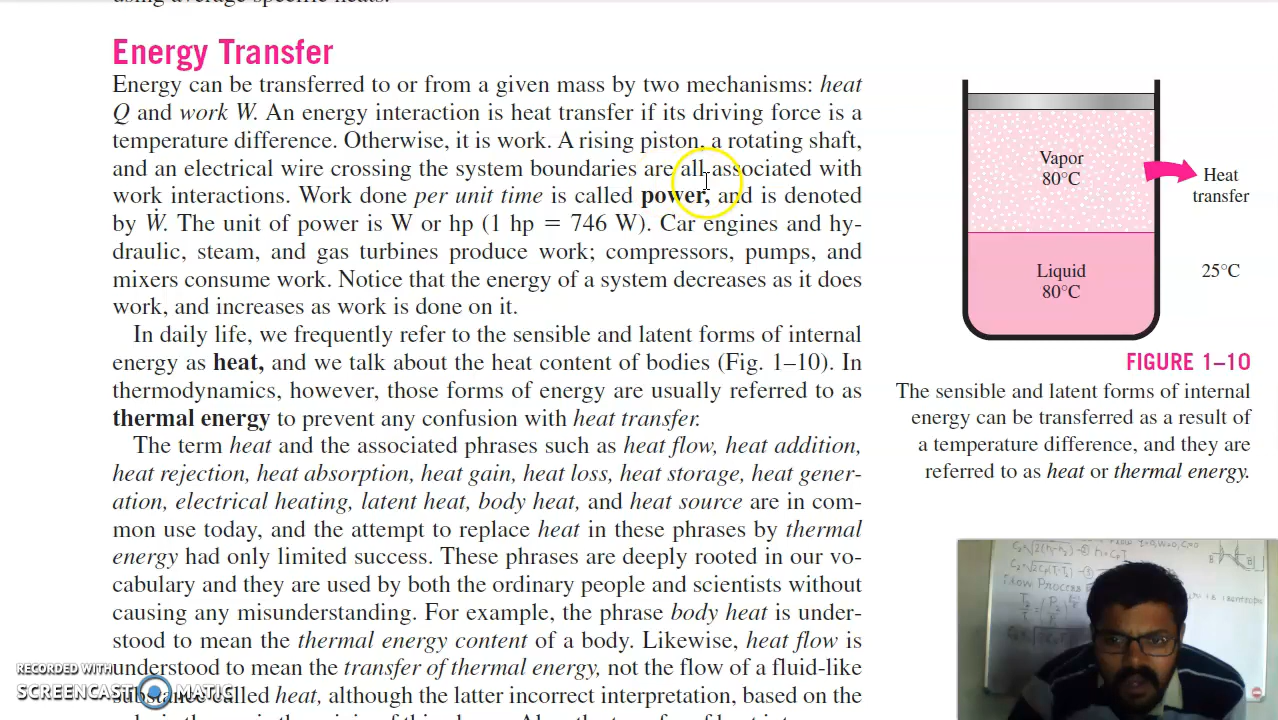 using average specific heats.
Energy Transfer
Energy can be transferred to or from a given mass by two mechanisms: heat
Q and work W. An energy interaction is heat transfer if its driving force is a
temperature difference. Otherwise, it is work. A rising piston, a rotating shaft,
and an electrical wire crossing the system boundaries are all associated with
work interactions. Work done per unit time is called power, and is denoted
by Ẇ. The unit of power is W or hp (1 hp = 746 W). Car engines and hy-
draulic, steam, and gas turbines produce work; compressors, pumps, and
mixers consume work. Notice that the energy of a system decreases as it does
work, and increases as work is done on it.
In daily life, we frequently refer to the sensible and latent forms of internal
energy as heat, and we talk about the heat content of bodies (Fig. 1–10). In
thermodynamics, however, those forms of energy are usually referred to as
thermal energy to prevent any confusion with heat transfer.
The term heat and the associated phrases such as heat flow, heat addition,
heat rejection, heat absorption, heat gain, heat loss, heat storage, heat gener-
ation, electrical heating, latent heat, body heat, and heat source are in com-
mon use today, and the attempt to replace heat in these phrases by thermal
energy had only limited success. These phrases are deeply rooted in our vo-
cabulary and they are used by both the ordinary people and scientists without
causing any misunderstanding. For example, the phrase body heat is under-
stood to mean the thermal energy content of a body. Likewise, heat flow is
understood to mean the transfer of thermal energy, not the flow of a fluid-like
substance called heat, although the latter incorrect interpretation, based on the
Vapor
80°C
Heat
transfer
Liquid
80°C
25°C
FIGURE 1–10
The sensible and latent forms of internal
energy can be transferred as a result of
a temperature difference, and they are
referred to as heat or thermal energy.
Flow Process
RECORDED WITH
SCREENCAST MATIC